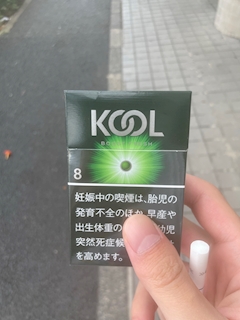 KOOL
8
妊娠中の喫煙は、胎児の
発育不全のほか、早産や
出生体重の
突然死症候
を高めます。